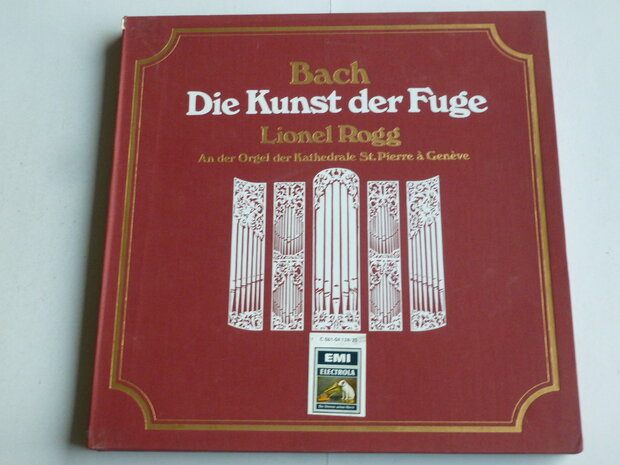 Bach
Die Kunst der Fuge
Lionel Rogg
An der Orgel der Kathedrale St. Pierre à Genève
EMI
ELECTROLA